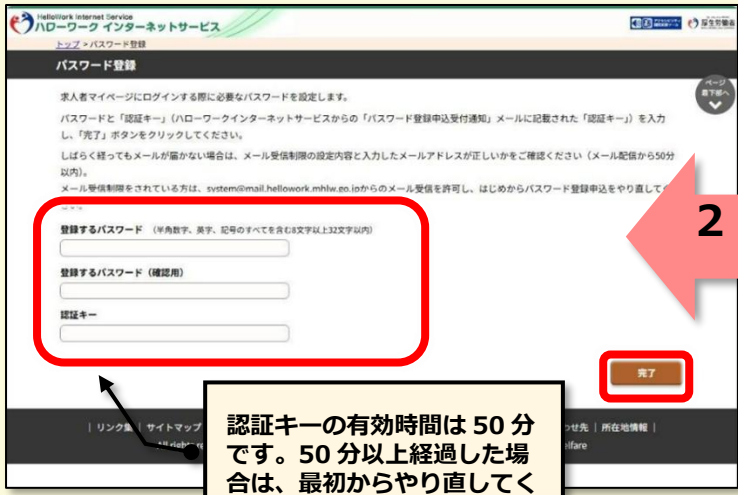 HelloWork Internet Service
ハローワーク インターネットサービス
厚生労働省
トップ > パスワード登録
パスワード登録
ページ
最下部へ
求人者マイページにログインする際に必要なパスワードを設定します。
パスワードと「認証キー」(ハローワークインターネットサービスからの「パスワード登録申込受付通知」メールに記載された「認証キー」)を入力
し、「完了」ボタンをクリックしてください。
しばらく経ってもメールが届かない場合は、メール受信制限の設定内容と入力したメールアドレスが正しいかをご確認ください(メール配信から50分
以内)。
メール受信制限をされている方は、system@mail.hellowork.mhlw.go.jpからのメール受信を許可し、はじめからパスワード登録申込をやり直して
2
登録するパスワード (半角数字、英字、記号のすべてを含む8文字以上32文字以内)
登録するパスワード(確認用)
認証キー
完了
| リンク集 | サイトマップ
わせ先 | 所在地情報 |
All rights re
elfare
認証キーの有効時間は 50 分
です。50 分以上経過した場
合は、最初からやり直してく